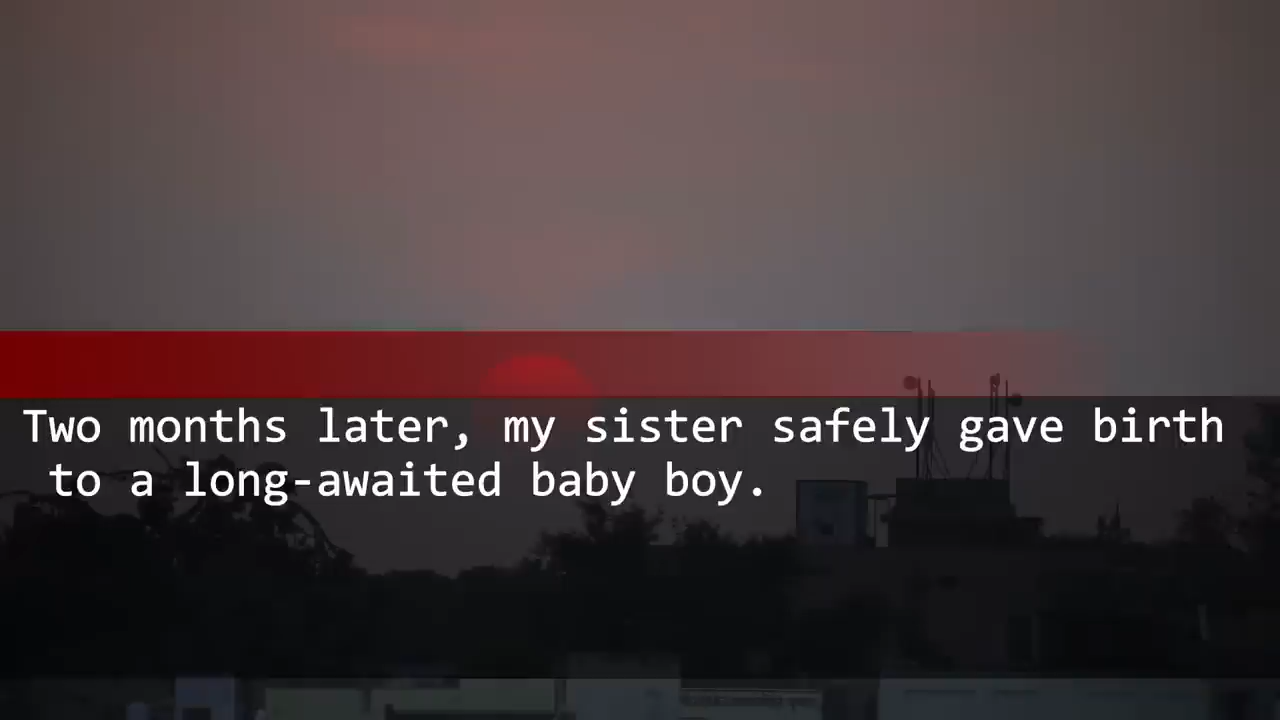 Two months later, my sister safely gave birth
to a long-awaited baby boy.